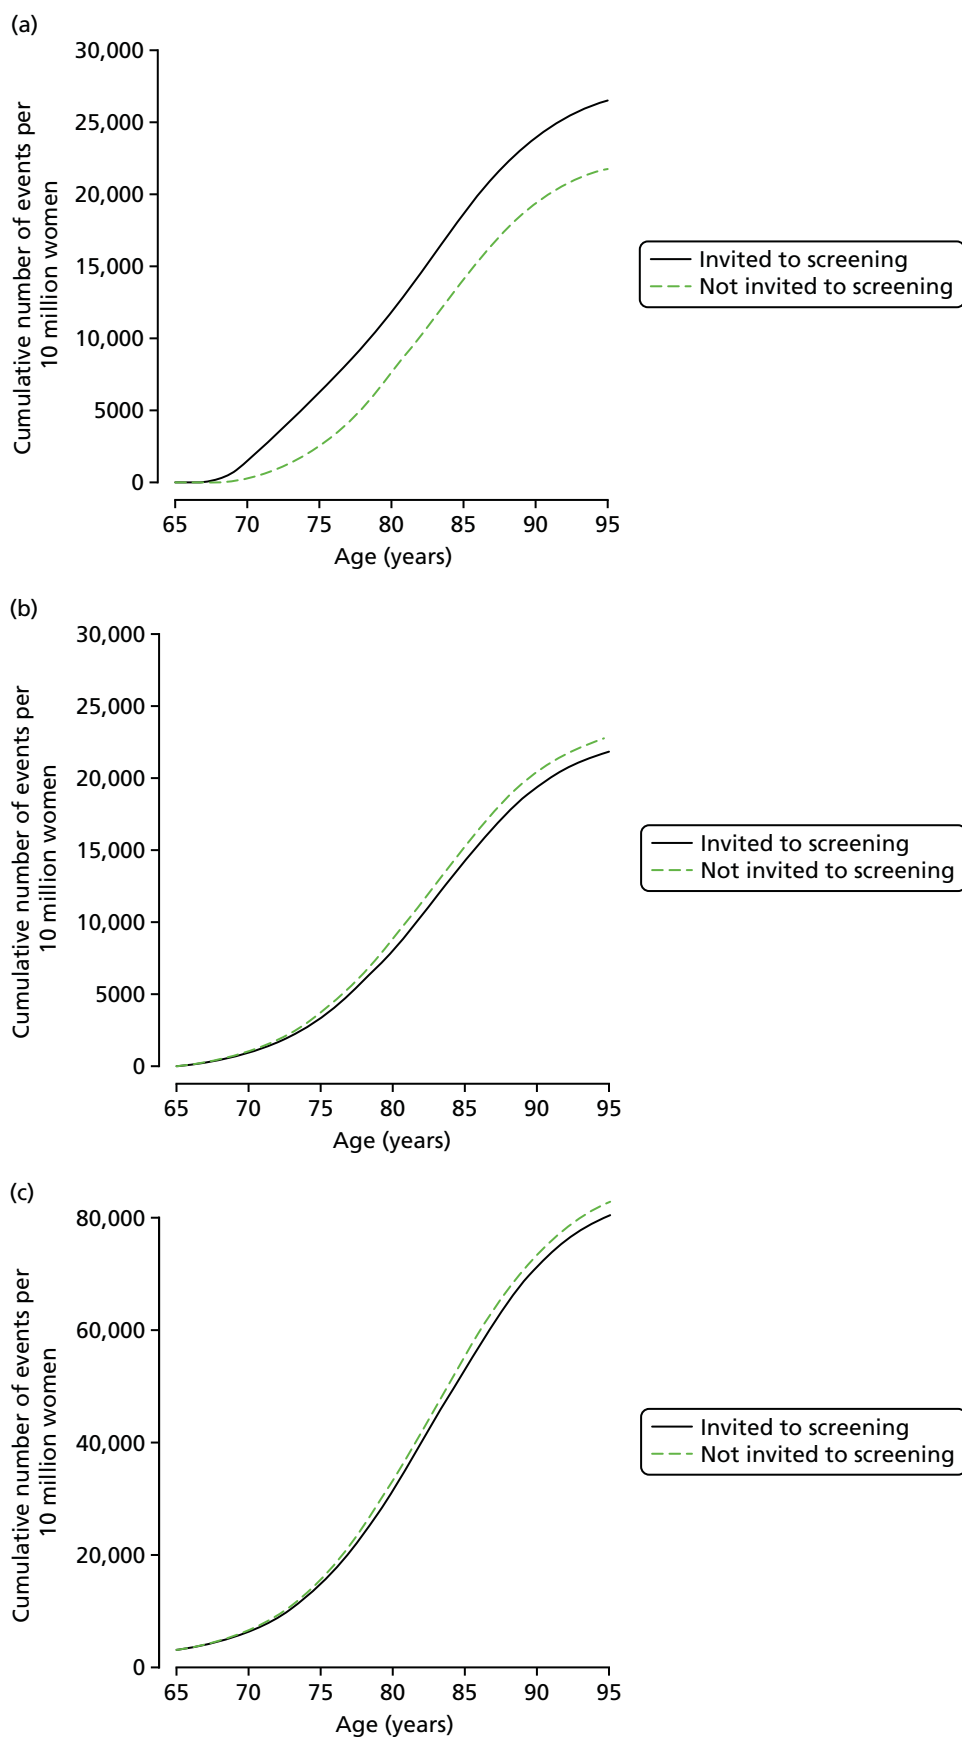 (a)
30,000
25,000
20,000
15,000
10,000
5000
0
Cumulative number of events per
10 million women
65 70 75 80 85 90 95
Age (years)
Invited to screening
Not invited to screening
(b)
30,000
25,000
20,000
15,000
10,000
5000
0
Cumulative number of events per
10 million women
65 70 75 80 85 90 95
Age (years)
Invited to screening
Not invited to screening
(c)
80,000
60,000
40,000
20,000
0
Cumulative number of events per
10 million women
65 70 75 80 85 90 95
Age (years)
Invited to screening
Not invited to screening